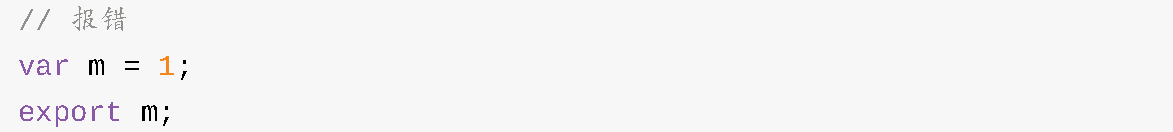 // 报错
var m = 1;
export m;